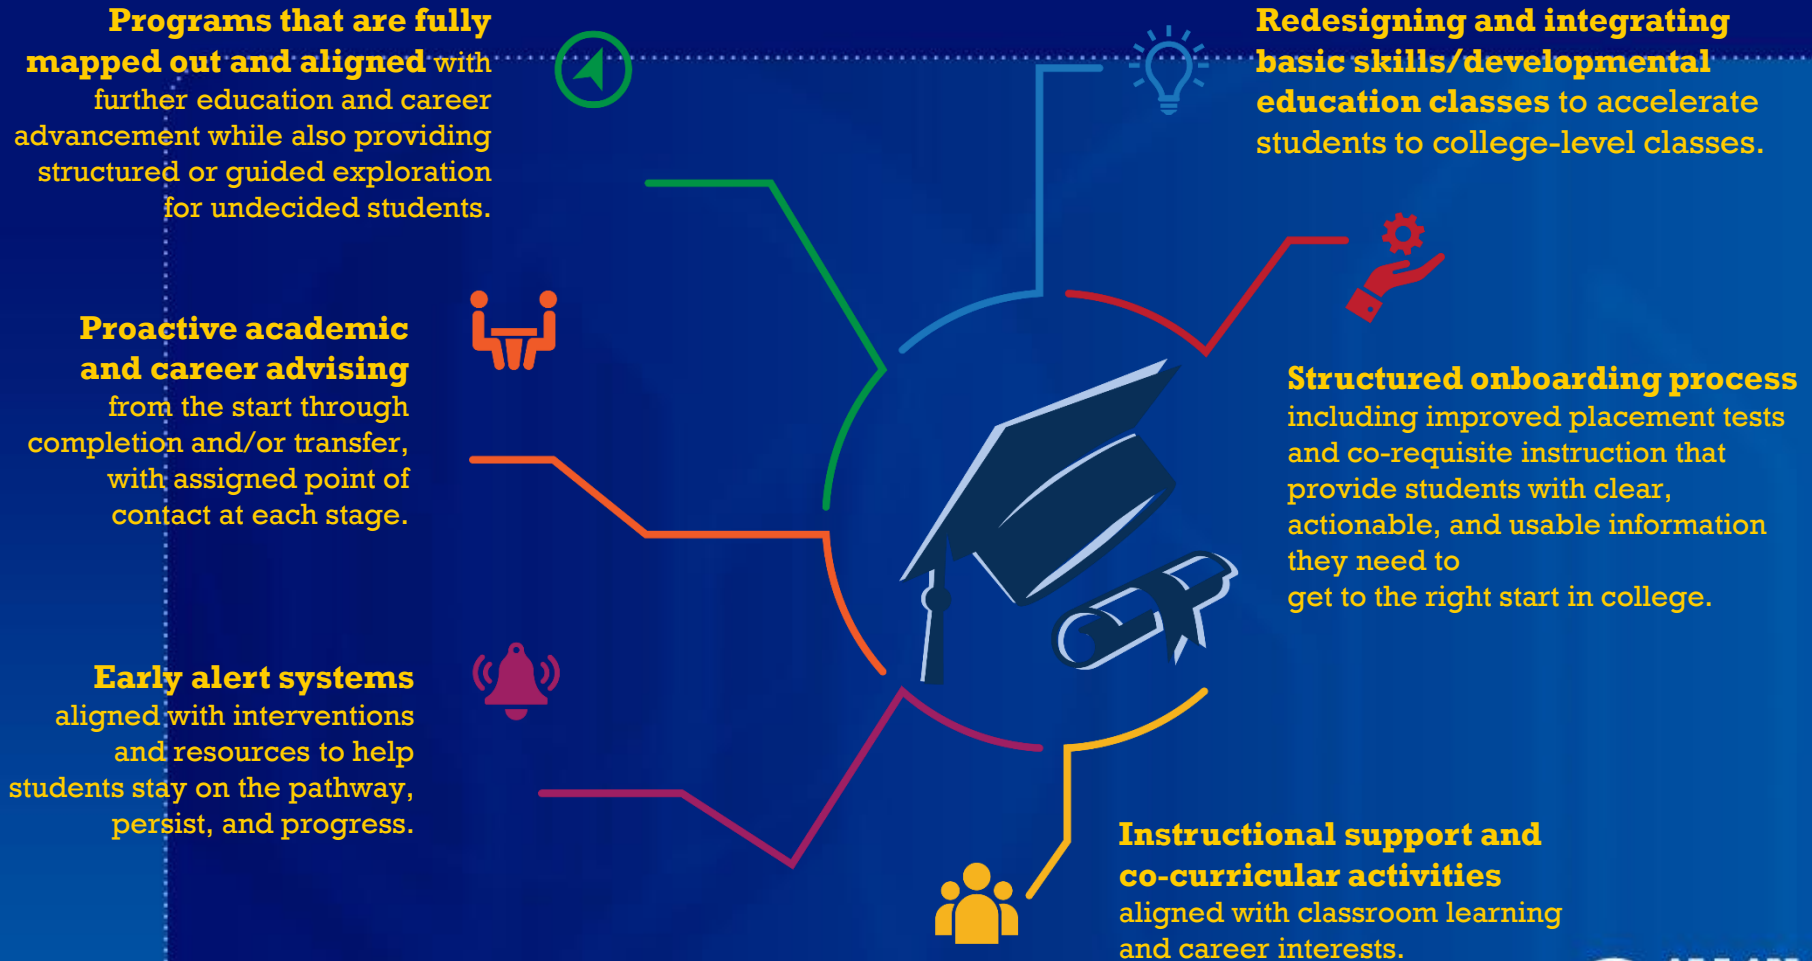 Programs that are fully
mapped out and aligned with
further education and career
advancement while also providing
structured or guided exploration
for undecided students.
Redesigning and integrating
basic skills/developmental
education classes to accelerate
students to college-level classes.
Proactive academic
and career advising
from the start through
completion and/or transfer,
with assigned point of
contact at each stage.
Structured onboarding process
including improved placement tests
and co-requisite instruction that
provide students with clear,
actionable, and usable information
they need to
get to the right start in college.
Early alert systems
aligned with interventions
and resources to help
students stay on the pathway,
persist, and progress.
Instructional support and
co-curricular activities
aligned with classroom learning
and career interests.